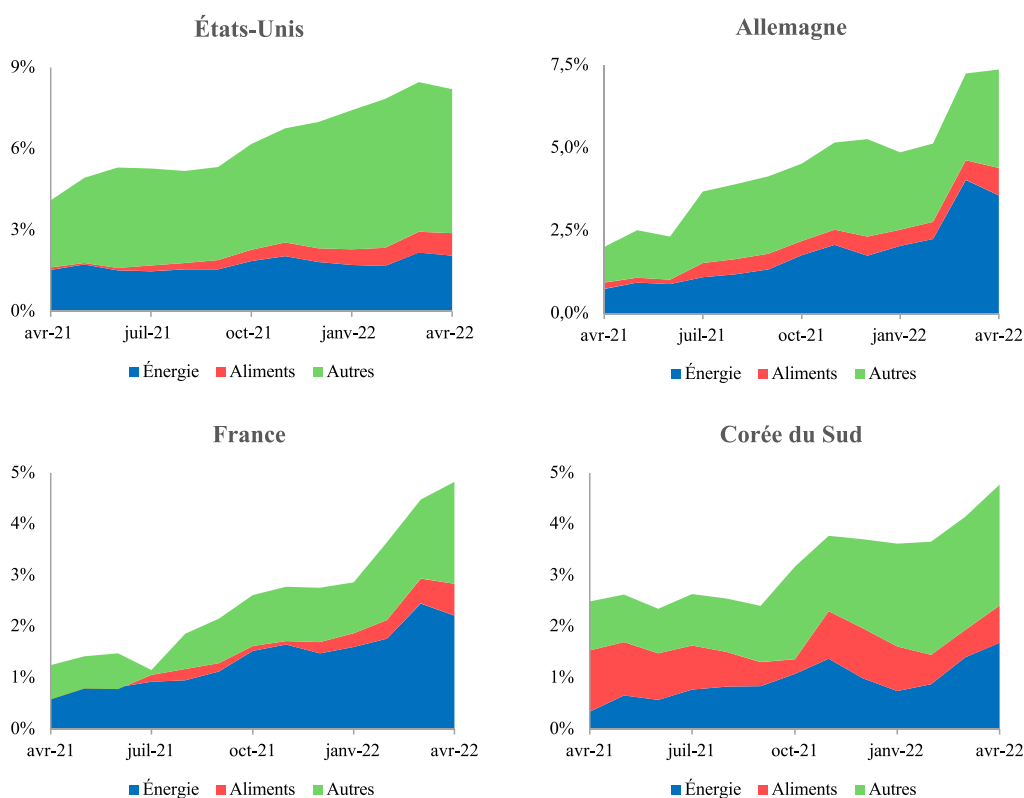 États-Unis
9%
6%
3%
0%
avr-21 juil-21 oct-21 janv-22 avr-22
Énergie Aliments Autres
Allemagne
7,5%
5,0%
2,5%
0,0%
avr-21 juil-21 oct-21 janv-22 avr-22
Énergie Aliments Autres
France
5%
4%
3%
2%
1%
0%
avr-21 juil-21 oct-21 janv-22 avr-22
Énergie Aliments Autres
Corée du Sud
5%
4%
3%
2%
1%
0%
avr-21 juil-21 oct-21 janv-22 avr-22
Énergie Aliments Autres